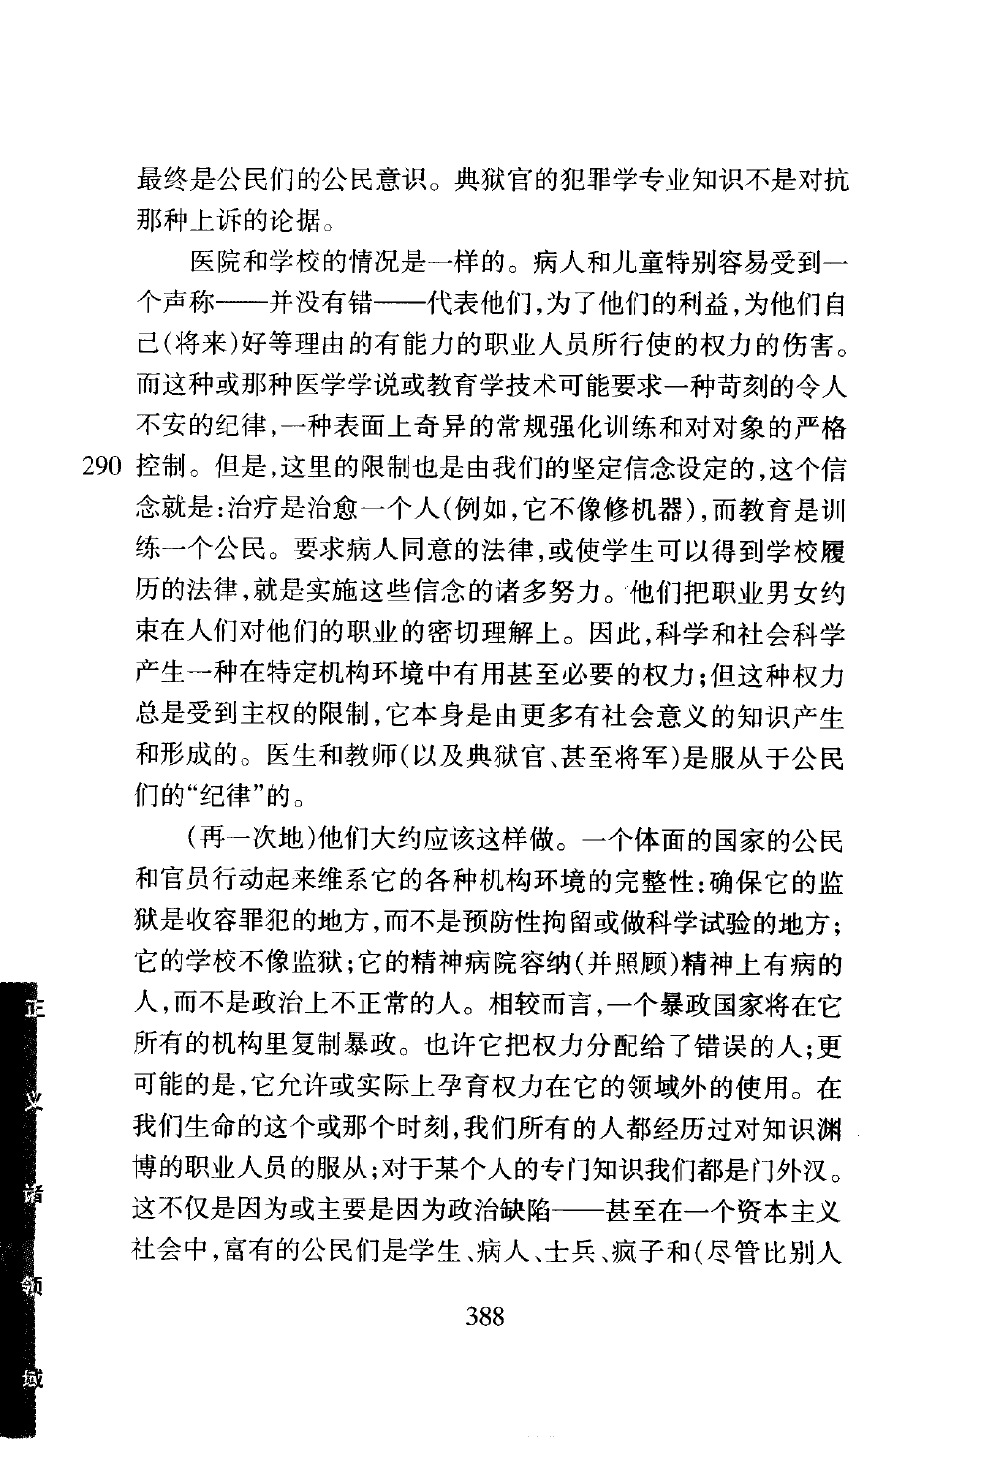 最终是公民们的公民意识。典狱官的犯罪学专业知识不是对抗
那种上诉的论据。
医院和学校的情况是一样的。病人和儿童特别容易受到一
个声称——并没有错——代表他们,为了他们的利益,为他们自
己(将来)好等理由的有能力的职业人员所行使的权力的伤害。
而这种或那种医学学说或教育学技术可能要求一种苛刻的令人
不安的纪律,一种表面上奇异的常规强化训练和对对象的严格
290 控制。但是,这里的限制也是由我们的坚定信念设定的,这个信
念就是:治疗是治愈一个人(例如,它不像修机器),而教育是训
练一个公民。要求病人同意的法律,或使学生可以得到学校履
历的法律,就是实施这些信念的诸多努力。他们把职业男女约
束在人们对他们的职业的密切理解上。因此,科学和社会科学
产生一种在特定机构环境中有用甚至必要的权力;但这种权力
总是受到主权的限制,它本身是由更多有社会意义的知识产生
和形成的。医生和教师(以及典狱官、甚至将军)是服从于公民
们的“纪律”的。
(再一次地)他们大约应该这样做。一个体面的国家的公民
和官员行动起来维系它的各种机构环境的完整性:确保它的监
狱是收容罪犯的地方,而不是预防性拘留或做科学试验的地方;
它的学校不像监狱;它的精神病院容纳(并照顾)精神上有病的
人,而不是政治上不正常的人。相较而言,一个暴政国家将在它
所有的机构里复制暴政。也许它把权力分配给了错误的人;更
可能的是,它允许或实际上孕育权力在它的领域外的使用。在
我们生命的这个或那个时刻,我们所有的人都经历过对知识渊
博的职业人员的服从;对于某个人的专门知识我们都是门外汉。
这不仅是因为或主要是因为政治缺陷——甚至在一个资本主义
社会中,富有的公民们是学生、病人、士兵、疯子和(尽管比别人
388
正
义
诸
领
域